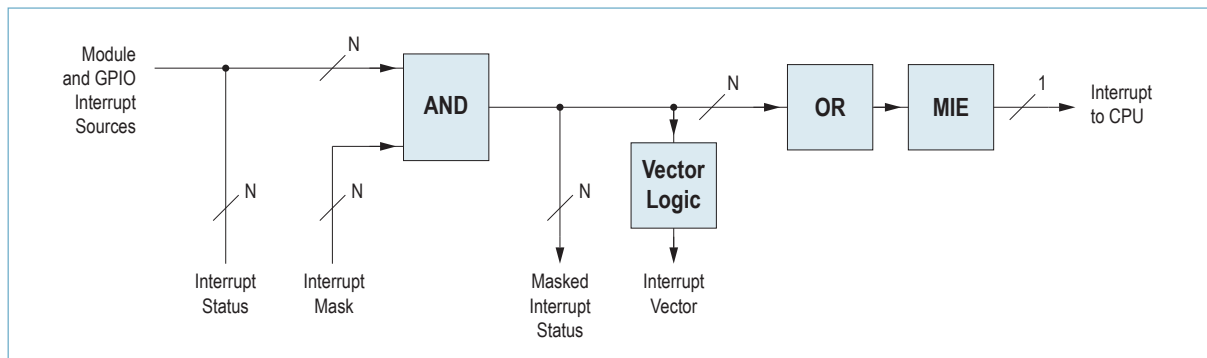 Module
and GPIO
Interrupt
Sources
N
AND
N
N
N
N
Vector
Logic
OR
MIE
1
Interrupt
to CPU
Interrupt
Status
Interrupt
Mask
Masked
Interrupt
Status
Interrupt
Vector